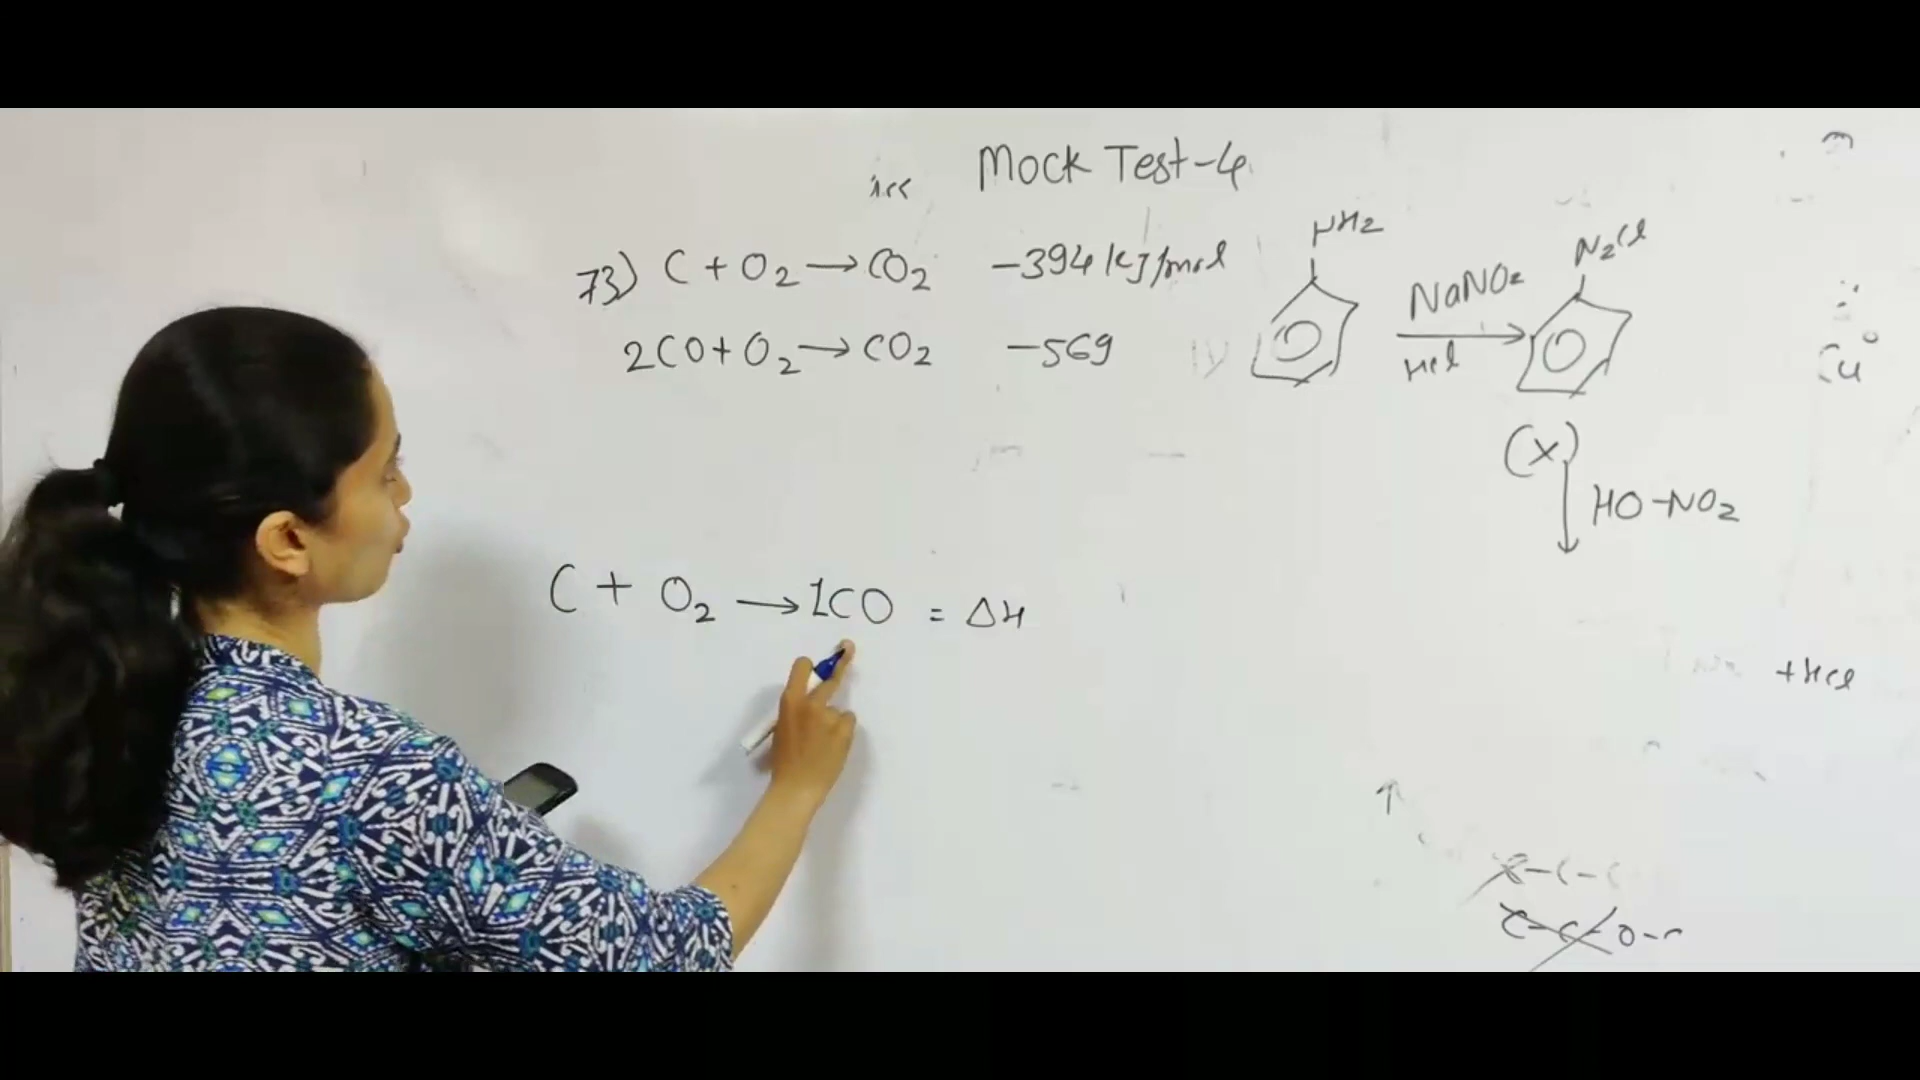 Mock Test-4
73) C + O2 → CO2 -394 kJ/mol
2CO + O2 → CO2 -569
C + O2 → 1CO = ΔH
NH2
NaNO2
HCl
N2Cl
(X)
HO-NO2
Cu°
+HCl